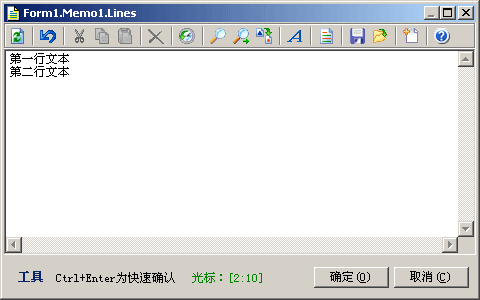 Form1.Memo1.Lines
第一行文本
第二行文本
工具 Ctrl+Enter为快速确认 光标：[2:10] 确定(O) 取消(C)